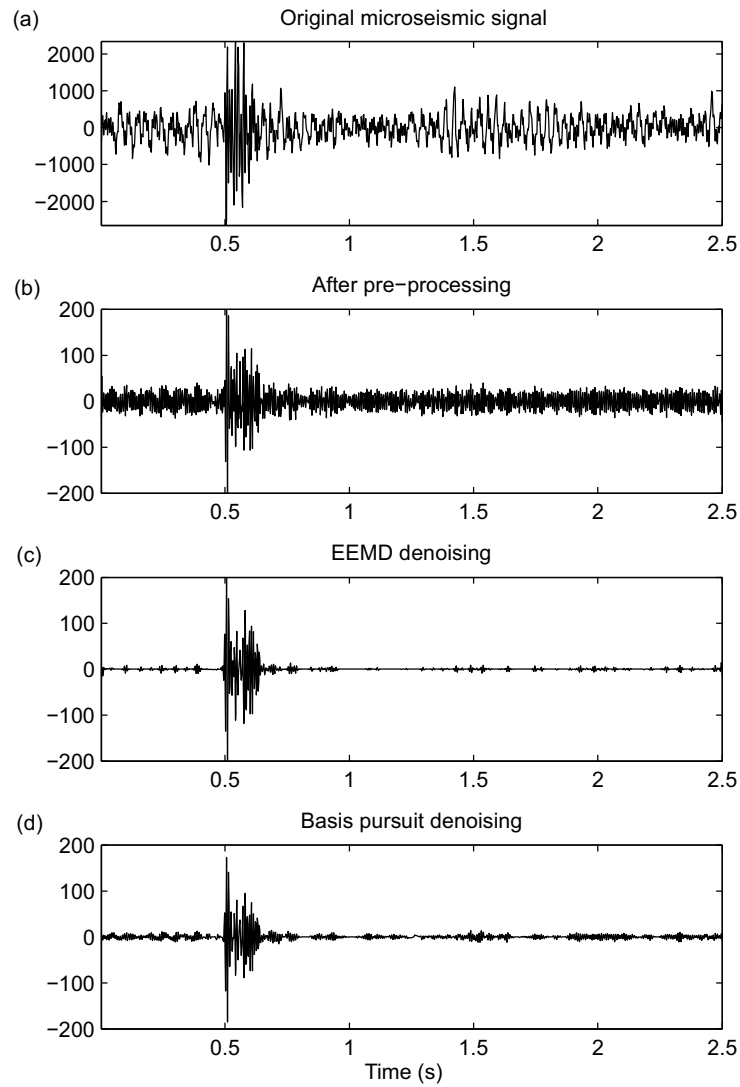 (a) Original microseismic signal
2000
1000
0
−1000
−2000
0.5 1 1.5 2 2.5
(b) After pre−processing
200
100
0
−100
−200
0.5 1 1.5 2 2.5
(c) EEMD denoising
200
100
0
−100
−200
0.5 1 1.5 2 2.5
(d) Basis pursuit denoising
200
100
0
−100
−200
0.5 1 1.5 2 2.5
Time (s)